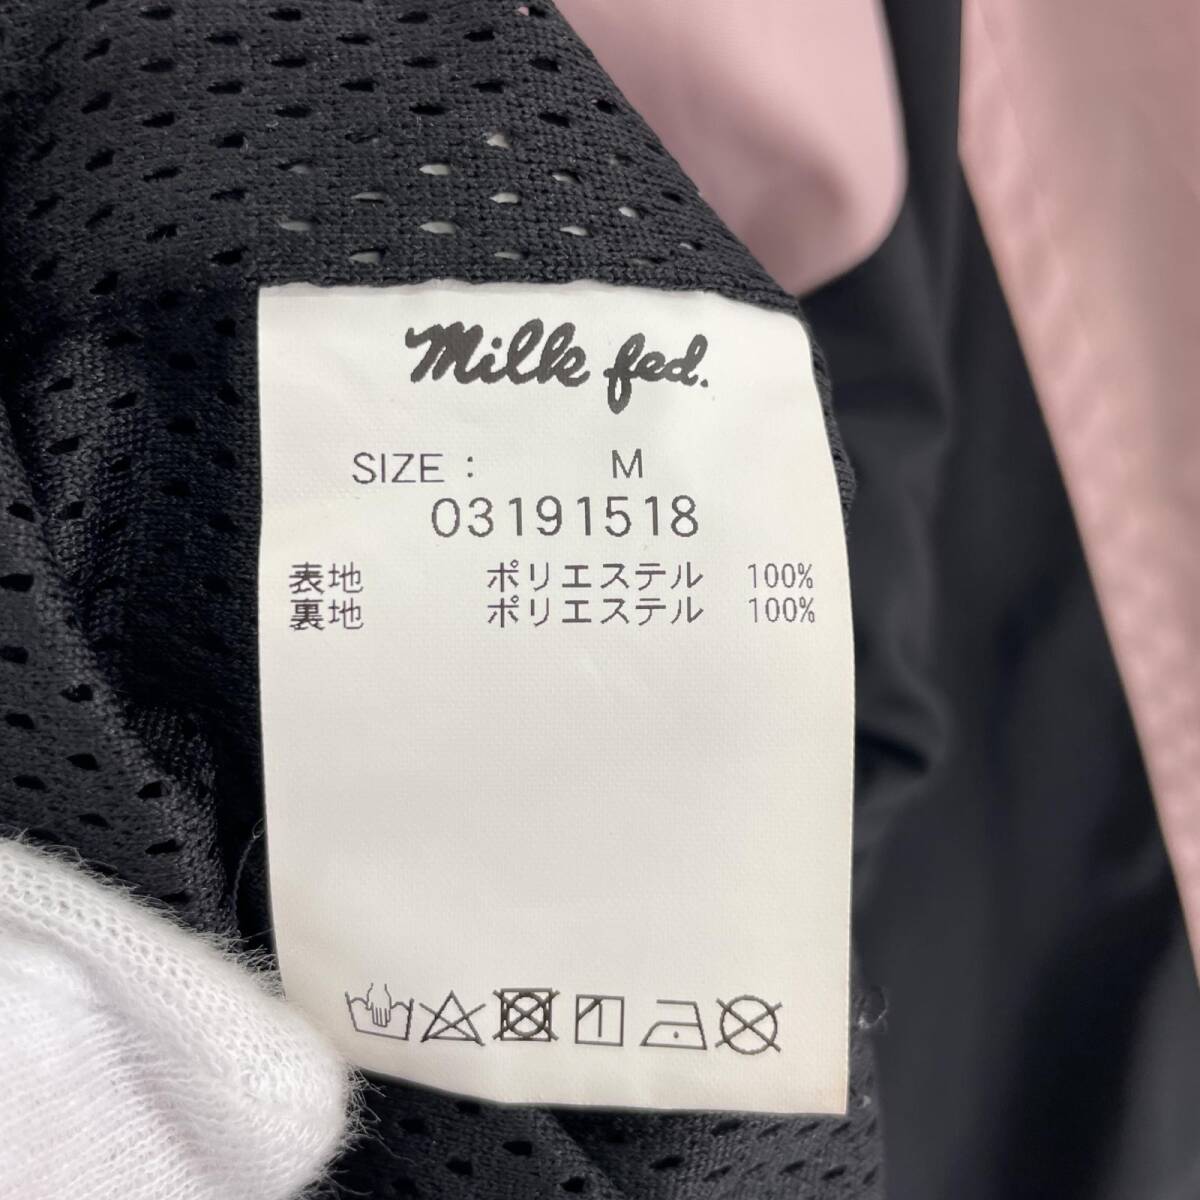 Milk fed.
SIZE : M
03191518
表地 ポリエステル 100%
裏地 ポリエステル 100%